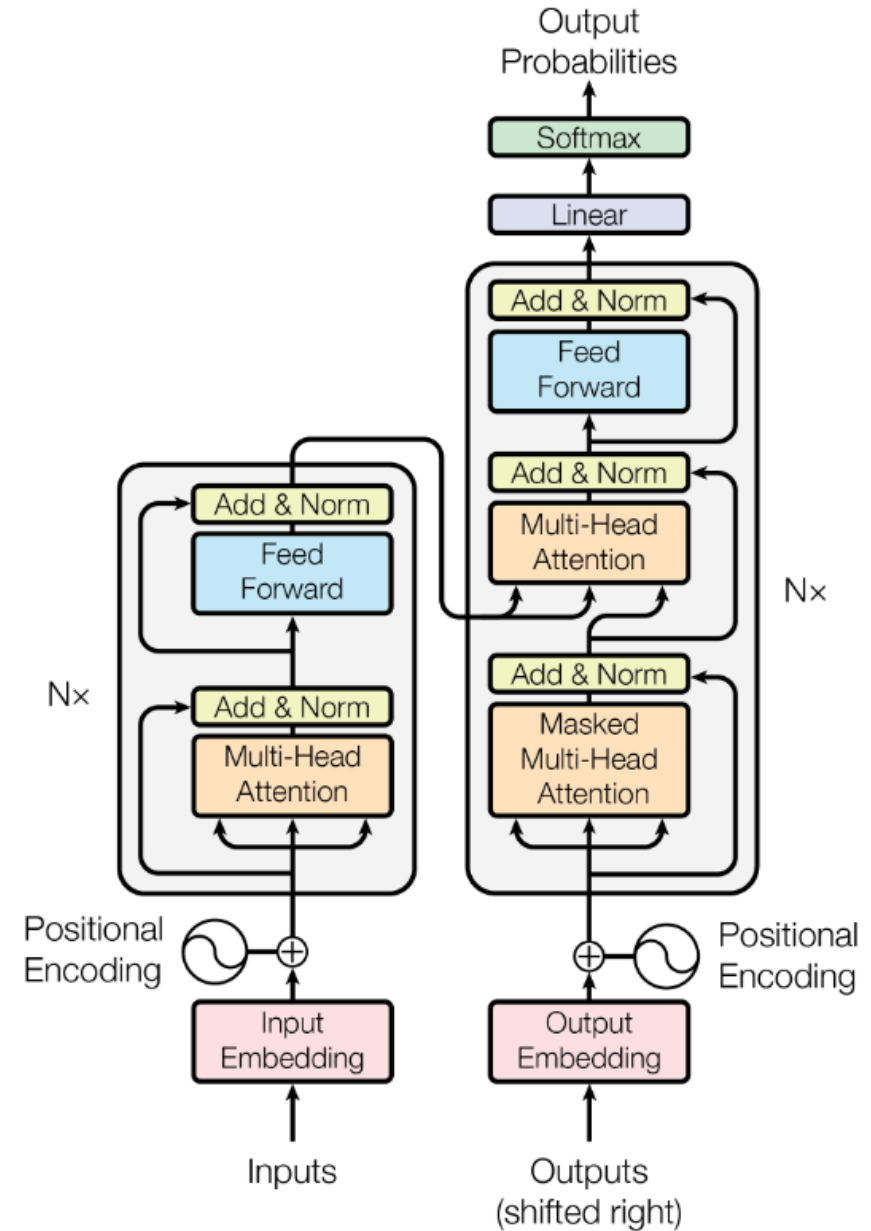 Output
Probabilities
Softmax
Linear
Add & Norm
Feed
Forward
Add & Norm
Multi-Head
Attention
Nx
Add & Norm
Masked
Multi-Head
Attention
Add & Norm
Feed
Forward
Nx
Add & Norm
Multi-Head
Attention
Positional
Encoding
Positional
Encoding
Input
Embedding
Output
Embedding
Inputs
Outputs
(shifted right)